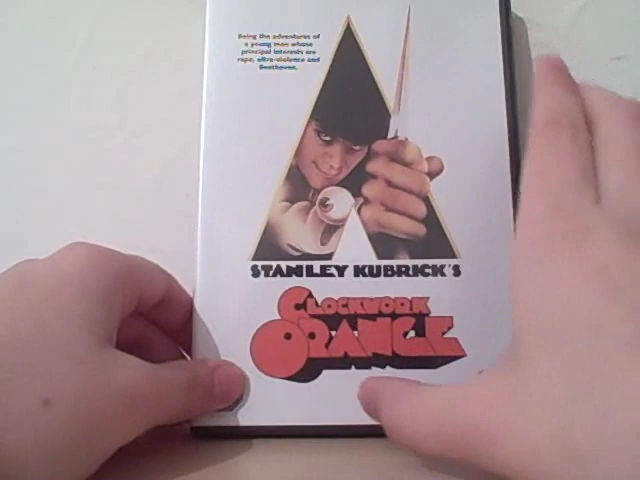 Being the adventures of
a young man whose
principal interests are
rape, ultra-violence and
Beethoven.
STANLEY KUBRICK'S
CLOCKWORK
ORANGE